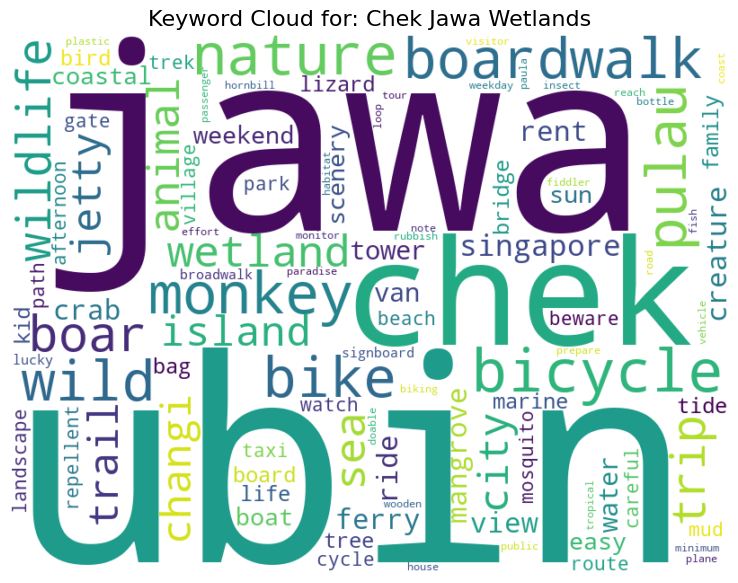 Keyword Cloud for: Chek Jawa Wetlands
plastic
bird
trek
coastal
nature
visitor
boardwalk
coast
wildlife
gate
jawa
animal
passenger
hornbill
lizard
tour
loop
weekday
paula
insect
reach
bottle
weekend
rent
pulau
family
afternoon
jetty
village
park
habitat
scenery
bridge
fiddler
sun
fish
creature
effort
monitor
note
rubbish
wetland
tower
singapore
road
path
broadwalk
paradise
monkey
van
chek
crab
beach
beware
vehicle
kid
boar
island
lucky
bag
signboard
prepare
wild
bike
biking
bicycle
watch
marine
tide
landscape
repellent
trail
changi
ubin
taxi
board
life
boat
sea
doable
ride
mangrove
city
mosquito
tropical
water
careful
trip
ferry
view
tree
cycle
wooden
house
public
easy
route
mud
minimum
plane